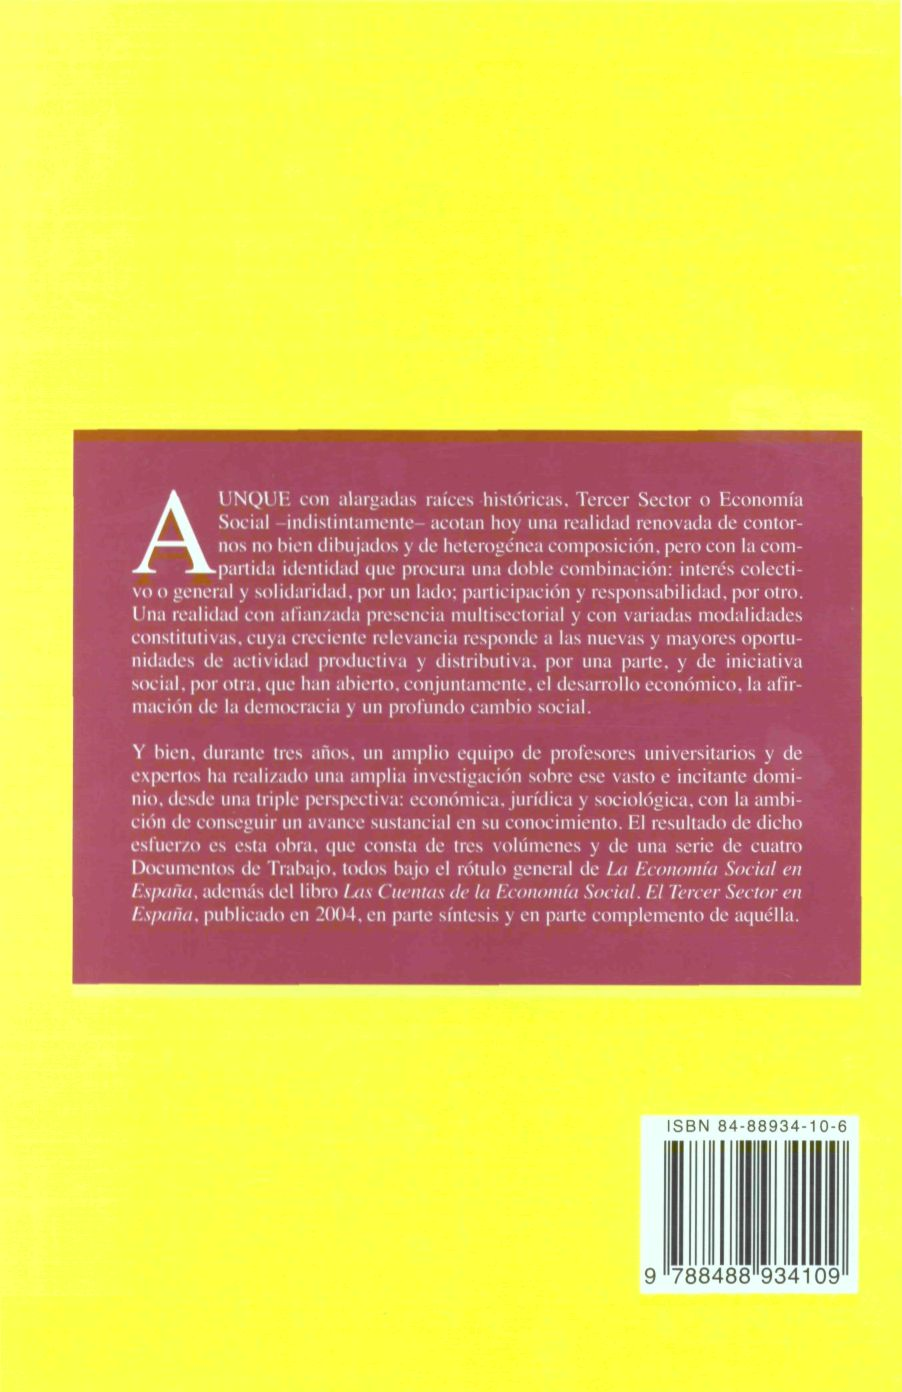 AUNQUE con alargadas raíces históricas, Tercer Sector o Economía
Social –indistintamente– acotan hoy una realidad renovada de contor-
nos no bien dibujados y de heterogénea composición, pero con la com-
partida identidad que procura una doble combinación: interés colecti-
vo o general y solidaridad, por un lado; participación y responsabilidad, por otro.
Una realidad con afianzada presencia multisectorial y con variadas modalidades
constitutivas, cuya creciente relevancia responde a las nuevas y mayores oportu-
nidades de actividad productiva y distributiva, por una parte, y de iniciativa
social, por otra, que han abierto, conjuntamente, el desarrollo económico, la afir-
mación de la democracia y un profundo cambio social.
Y bien, durante tres años, un amplio equipo de profesores universitarios y de
expertos ha realizado una amplia investigación sobre ese vasto e incitante domi-
nio, desde una triple perspectiva: económica, jurídica y sociológica, con la ambi-
ción de conseguir un avance sustancial en su conocimiento. El resultado de dicho
esfuerzo es esta obra, que consta de tres volúmenes y de una serie de cuatro
Documentos de Trabajo, todos bajo el rótulo general de La Economía Social en
España, además del libro Las Cuentas de la Economía Social. El Tercer Sector en
España, publicado en 2004, en parte síntesis y en parte complemento de aquélla.
ISBN 84-88934-10-6
9 788488 934109